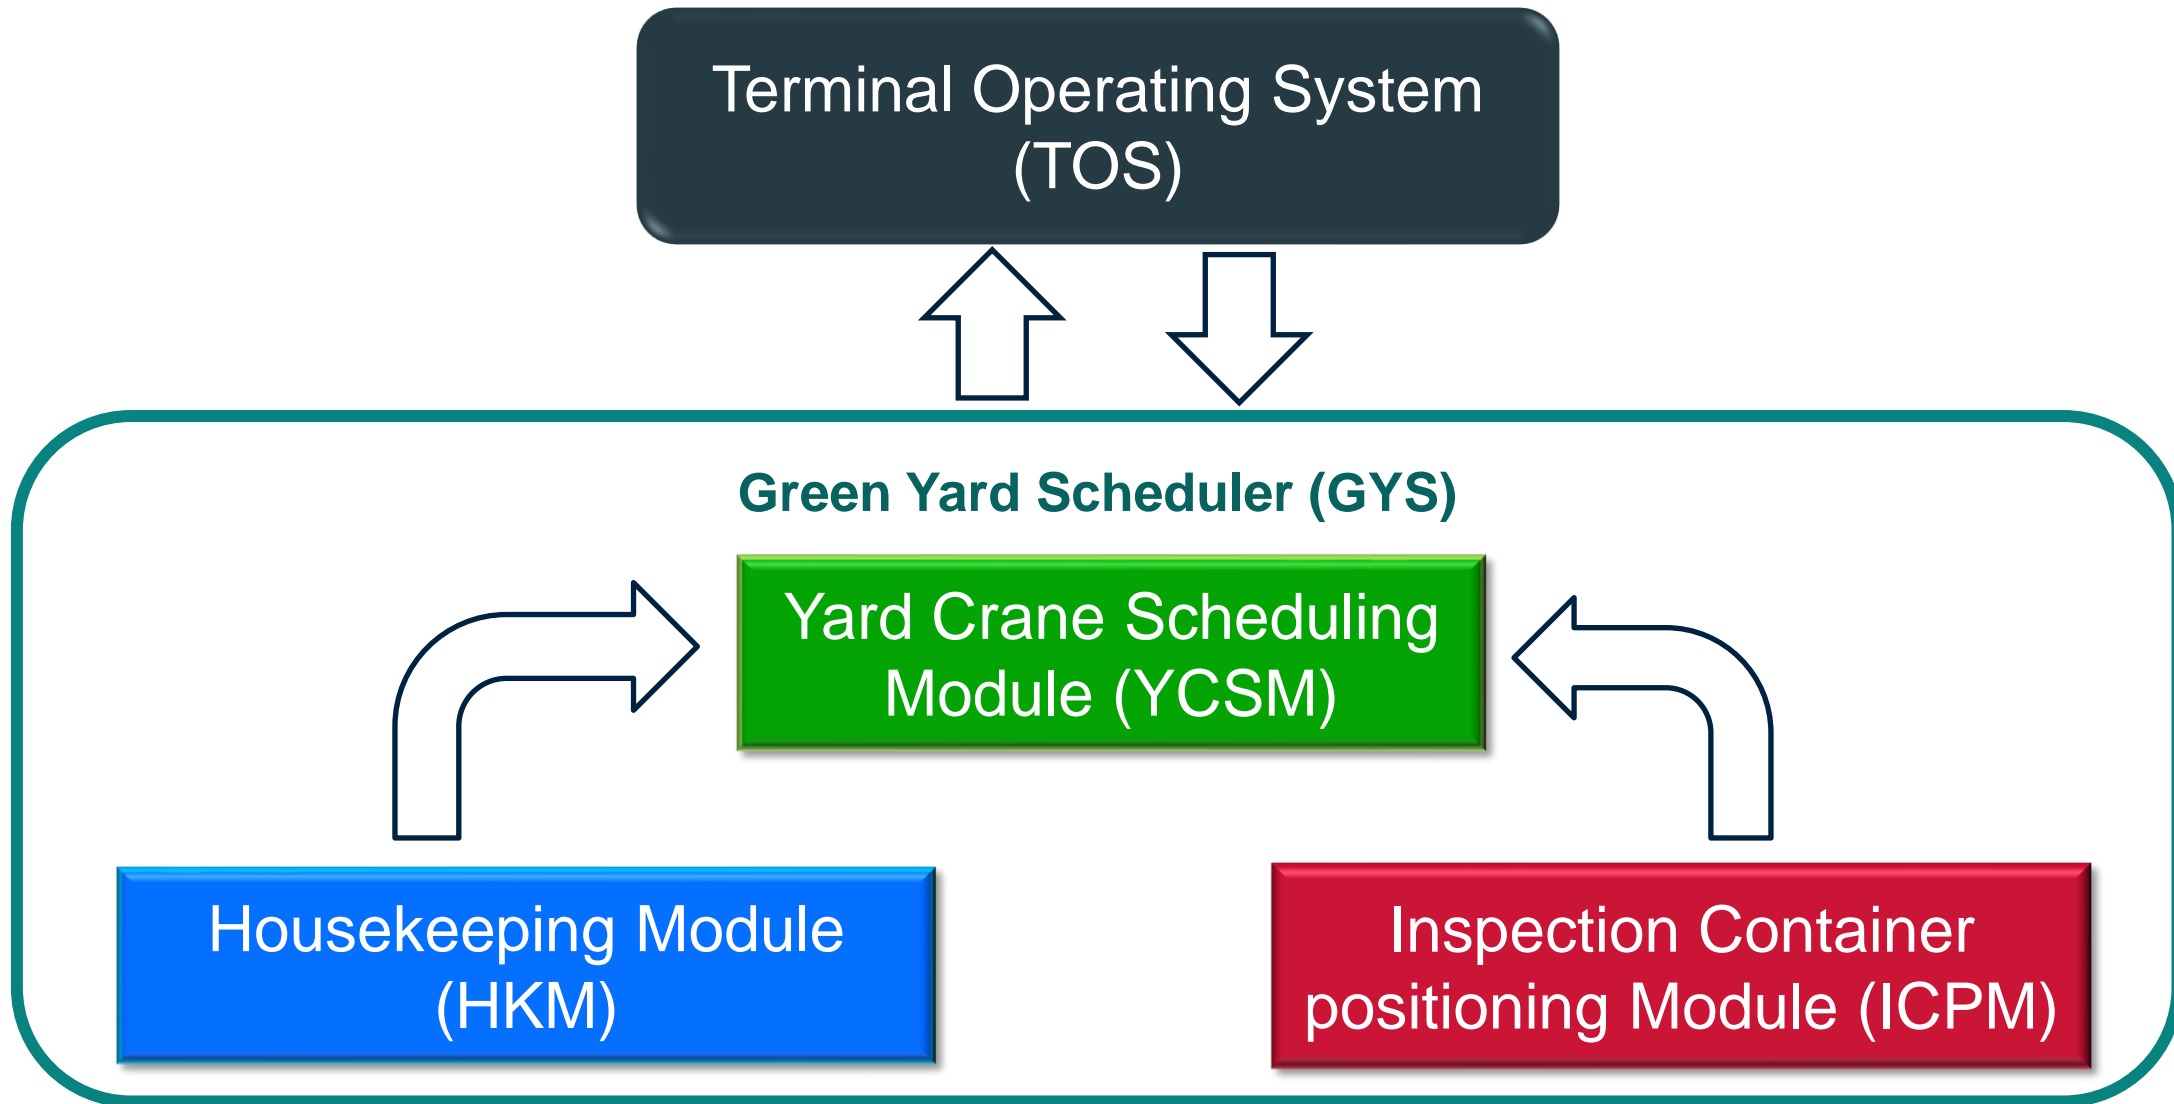 Terminal Operating System
(TOS)
Green Yard Scheduler (GYS)
Yard Crane Scheduling
Module (YCSM)
Housekeeping Module
(HKM)
Inspection Container
positioning Module (ICPM)